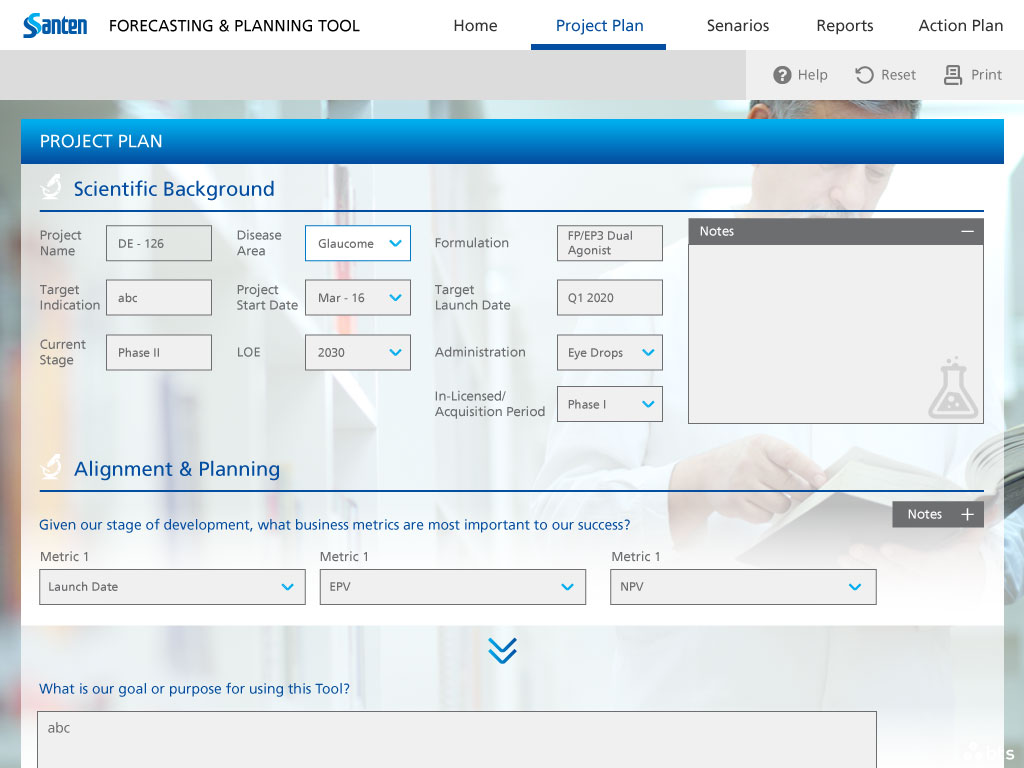 Santen FORECASTING & PLANNING TOOL Home Project Plan Senarios Reports Action Plan
Help Reset Print
PROJECT PLAN
Scientific Background
Project Name DE - 126 Disease Area Glaucome Formulation FP/EP3 Dual Agonist Notes
Target Indication abc Project Start Date Mar - 16 Target Launch Date Q1 2020
Current Stage Phase II LOE 2030 Administration Eye Drops
In-Licensed/ Acquisition Period Phase I
Alignment & Planning
Given our stage of development, what business metrics are most important to our success? Notes
Metric 1 Metric 1 Metric 1
Launch Date EPV NPV
What is our goal or purpose for using this Tool?
abc